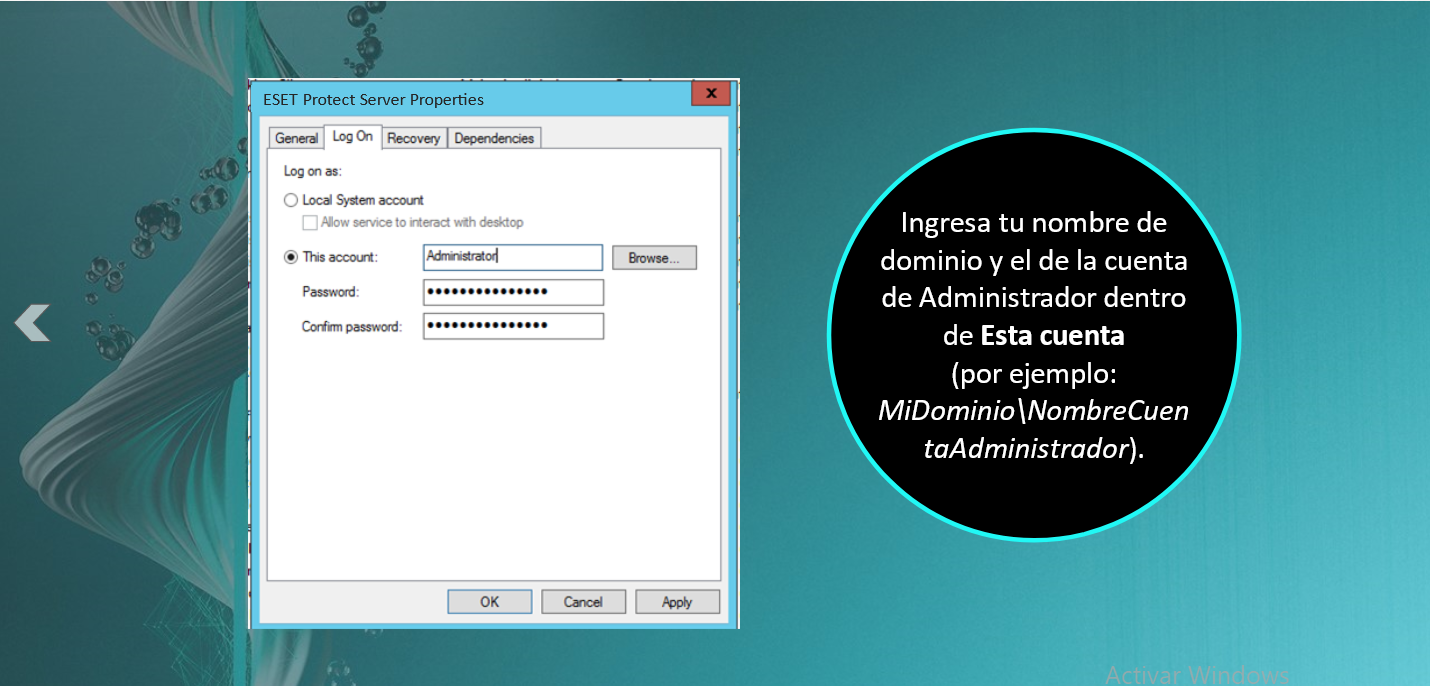 ESET Protect Server Properties
x
General Log On Recovery Dependencies
Log on as:
Local System account
Allow service to interact with desktop
This account: Administrator Browse...
Password: •••••••••••••••
Confirm password: •••••••••••••••
OK Cancel Apply
Ingresa tu nombre de
dominio y el de la cuenta
de Administrador dentro
de Esta cuenta
(por ejemplo:
MiDominio\NombreCuen
taAdministrador).
Activar Windows